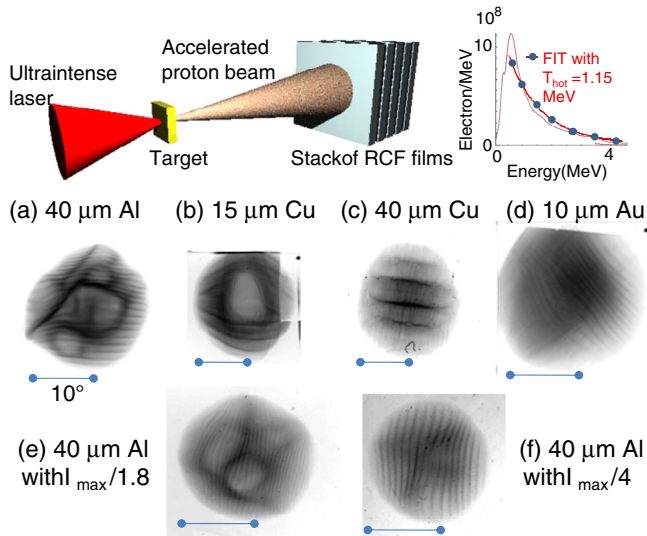 Ultraintense
laser
Accelerated
proton beam
Target
Stackof RCF films
10 8
10
Electron/MeV
FIT with
T hot =1.15
MeV
4
Energy(MeV)
(a) 40 μm Al
(b) 15 μm Cu
(c) 40 μm Cu
(d) 10 μm Au
10°
(e) 40 μm Al
withI max/1.8
(f) 40 μm Al
withI max/4